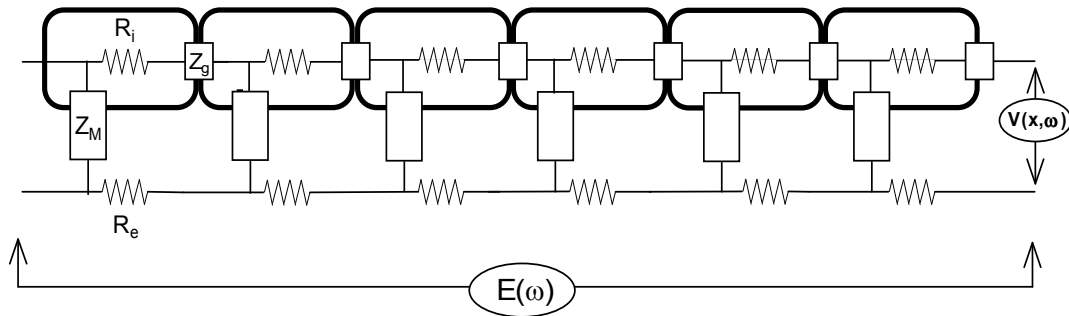 R_i
Z_g
Z_M
V(x,ω)
R_e
E(ω)